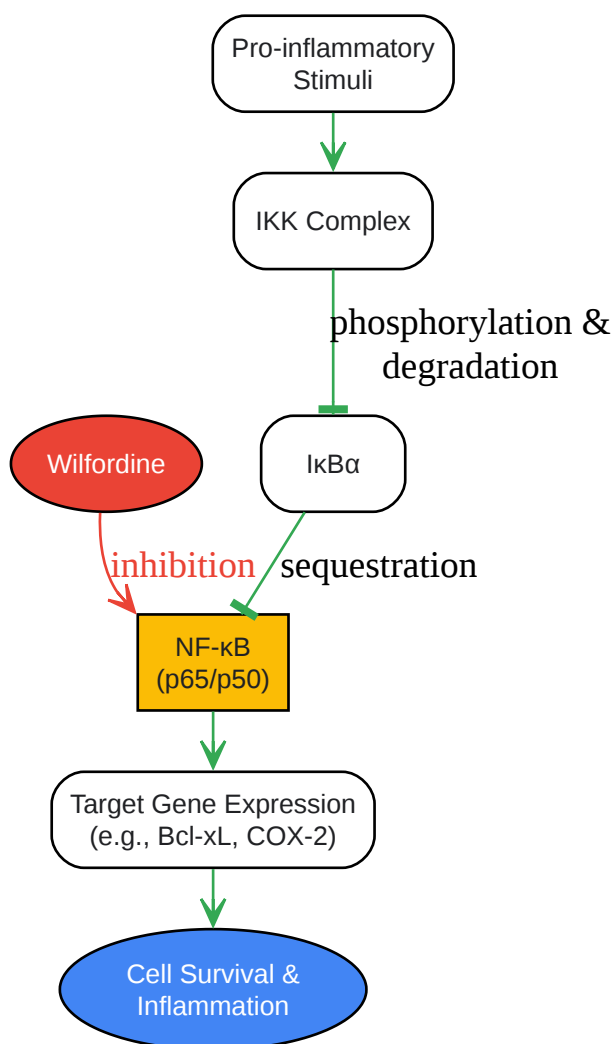 Pro-inflammatory
Stimuli
IKK Complex
phosphorylation &
degradation
Wilfordine
IκBα
inhibition
sequestration
NF-κB
(p65/p50)
Target Gene Expression
(e.g., Bcl-xL, COX-2)
Cell Survival &
Inflammation